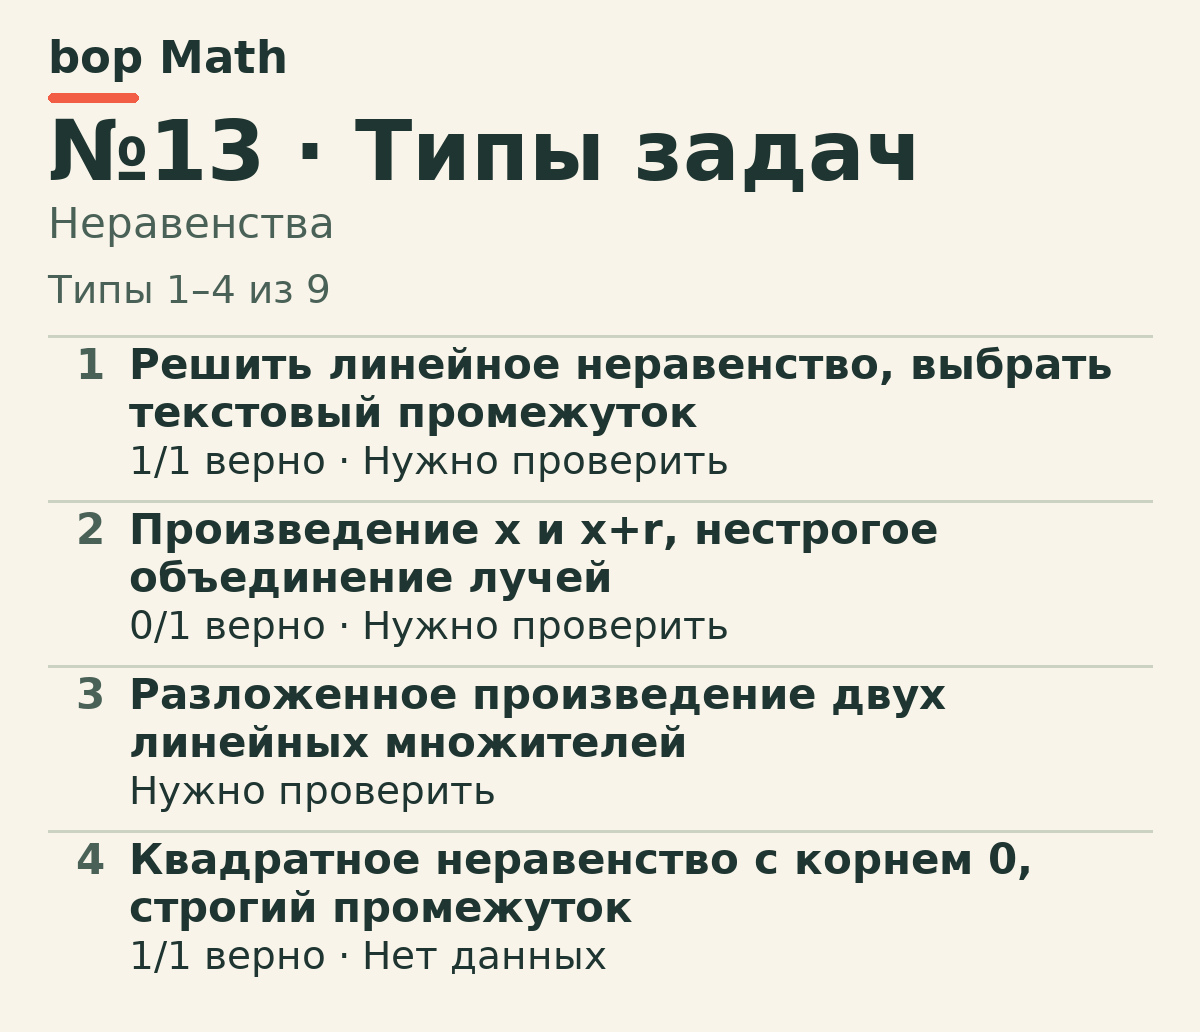 bop Math
№13 · Типы задач
Неравенства
Типы 1–4 из 9
1 Решить линейное неравенство, выбрать
текстовый промежуток
1/1 верно · Нужно проверить
2 Произведение x и x+r, нестрогое
объединение лучей
0/1 верно · Нужно проверить
3 Разложенное произведение двух
линейных множителей
Нужно проверить
4 Квадратное неравенство с корнем 0,
строгий промежуток
1/1 верно · Нет данных